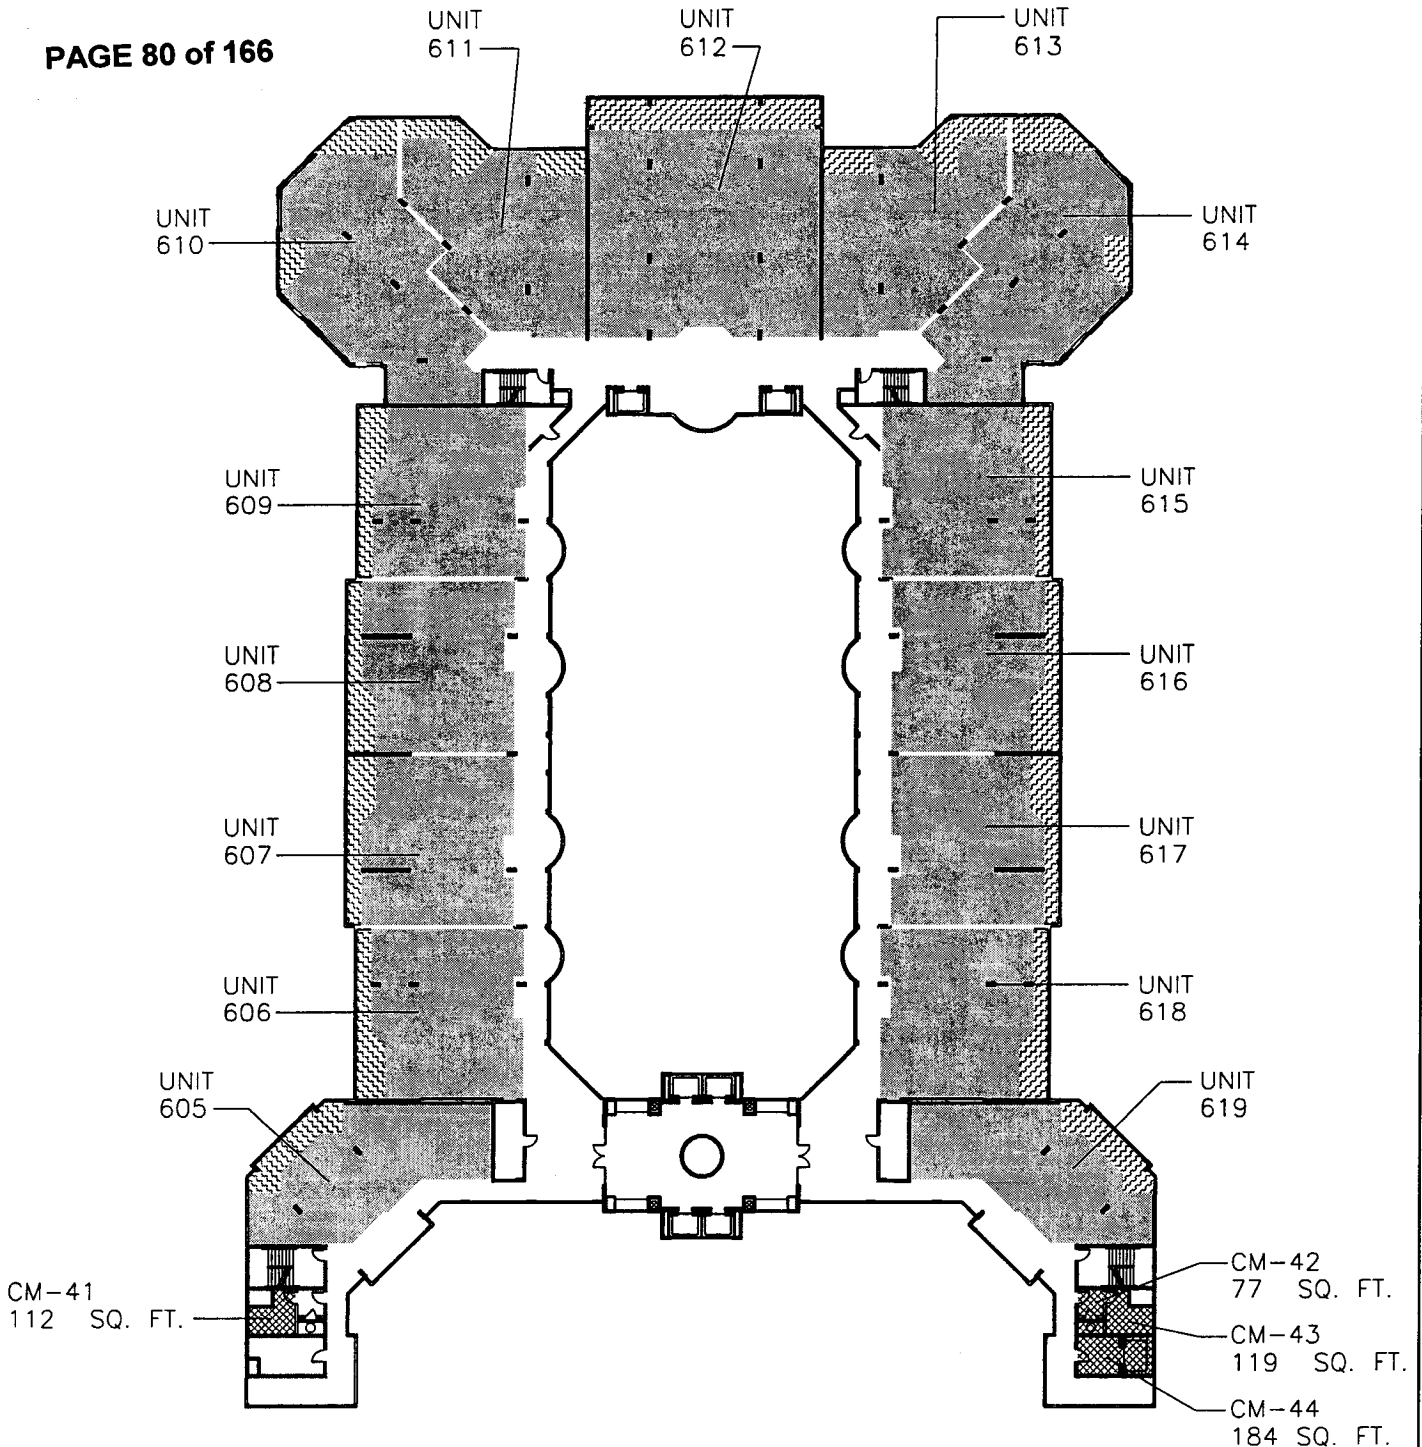 PAGE 80 of 166
UNIT
611
UNIT
612
UNIT
613
UNIT
610
UNIT
614
UNIT
609
UNIT
615
UNIT
608
UNIT
616
UNIT
607
UNIT
617
UNIT
606
UNIT
618
UNIT
605
UNIT
619
CM-41
112 SQ. FT.
CM-42
77 SQ. FT.
CM-43
119 SQ. FT.
CM-44
184 SQ. FT.